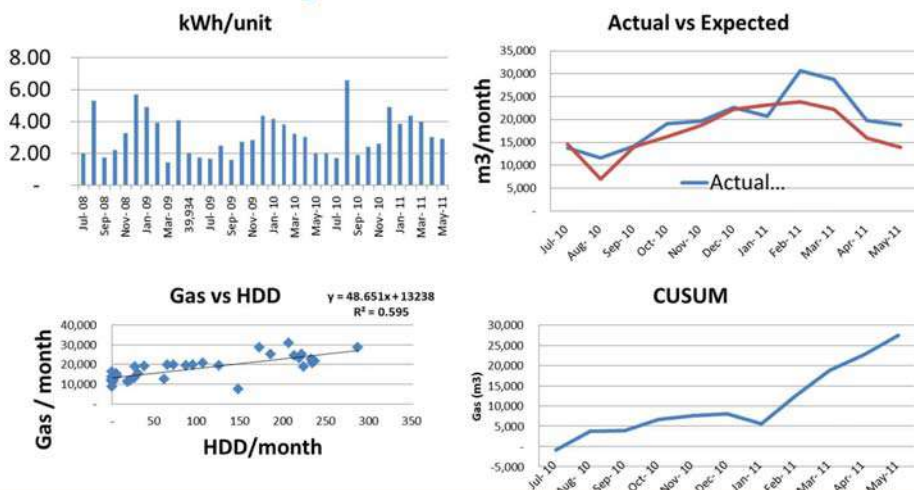 kWh/unit
8.00
6.00
4.00
2.00
-
Jul- 08
Sep- 08
Nov- 08
Jan- 09
Mar- 09
39,934
Jul- 09
Sep- 09
Nov- 09
Jan- 10
Mar- 10
May-10
Jul- 10
Sep- 10
Nov- 10
Jan- 11
Mar- 11
May-11
Actual vs Expected
m3/month
35,000
30,000
25,000
20,000
15,000
10,000
5,000
-
Actual...
Jul- 10
Aug- 10
Sep- 10
Oct- 10
Nov- 10
Dec- 10
Jan- 11
Feb- 11
Mar- 11
Apr- 11
May-11
Gas vs HDD
y = 48.651x + 13238
R² = 0.595
Gas / month
40,000
30,000
20,000
10,000
-
- 50 100 150 200 250 300 350
HDD/month
CUSUM
Gas (m3)
30,000
25,000
20,000
15,000
10,000
5,000
-
-5,000
Jul- 10
Aug- 10
Sep- 10
Oct- 10
Nov- 10
Dec- 10
Jan- 11
Feb- 11
Mar- 11
Apr- 11
May-11